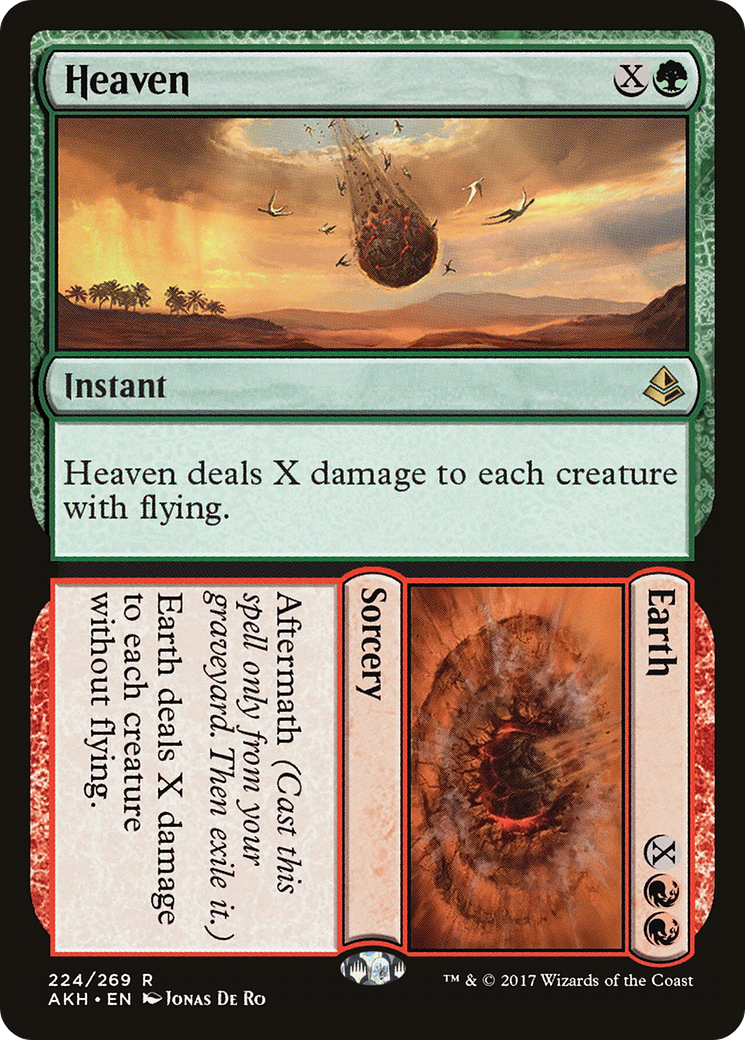 Heaven X
Instant
Heaven deals X damage to each creature
with flying.
Earth X
Sorcery
Aftermath (Cast this
spell only from your
graveyard. Then exile it.)
Earth deals X damage
to each creature
without flying.
224/269 R
AKH • EN Jonas De Ro
™ & © 2017 Wizards of the Coast